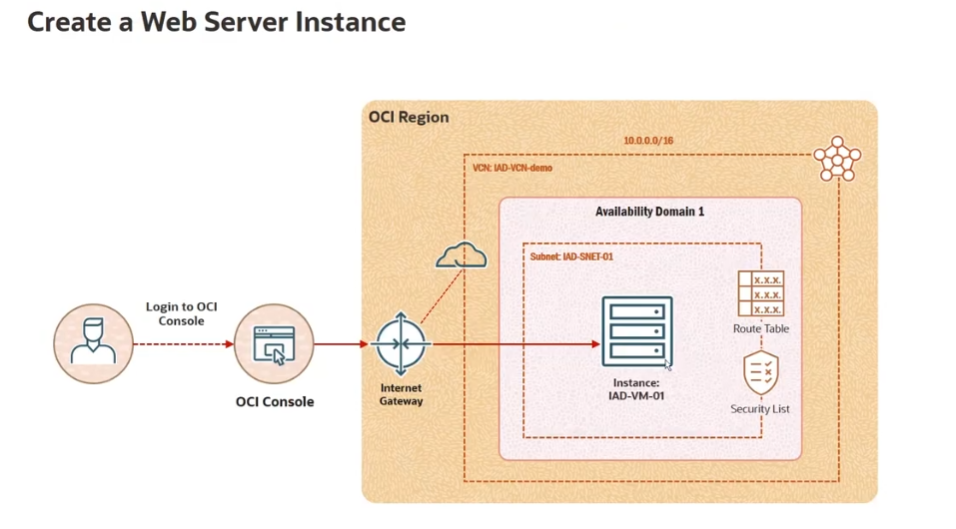 Create a Web Server Instance
OCI Region
10.0.0.0/16
VCN: IAD-VCN-demo
Availability Domain 1
Subnet: IAD-SNET-01
X.X.X.
X.X.X.
X.X.X.
Route Table
Login to OCI
Console
OCI Console
Internet
Gateway
Instance:
IAD-VM-01
Security List